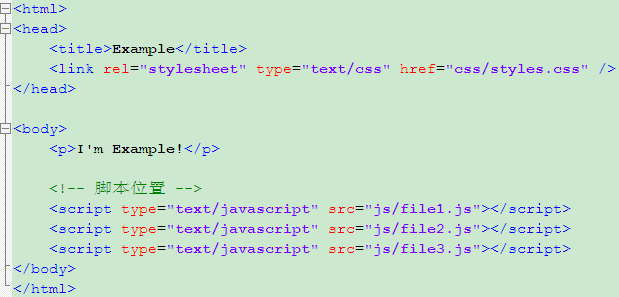 <html>
<head>
    <title>Example</title>
    <link rel="stylesheet" type="text/css" href="css/styles.css" />
</head>

<body>
    <p>I'm Example!</p>

    <!-- 脚本位置 -->
    <script type="text/javascript" src="js/file1.js"></script>
    <script type="text/javascript" src="js/file2.js"></script>
    <script type="text/javascript" src="js/file3.js"></script>
</body>
</html>